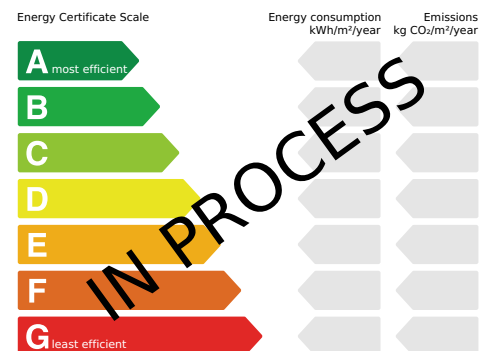 Energy Certificate Scale
Energy consumption
kWh/m²/year
Emissions
kg CO₂/m²/year
A most efficient
B
C
D
E
F
G least efficient
IN PROCESS